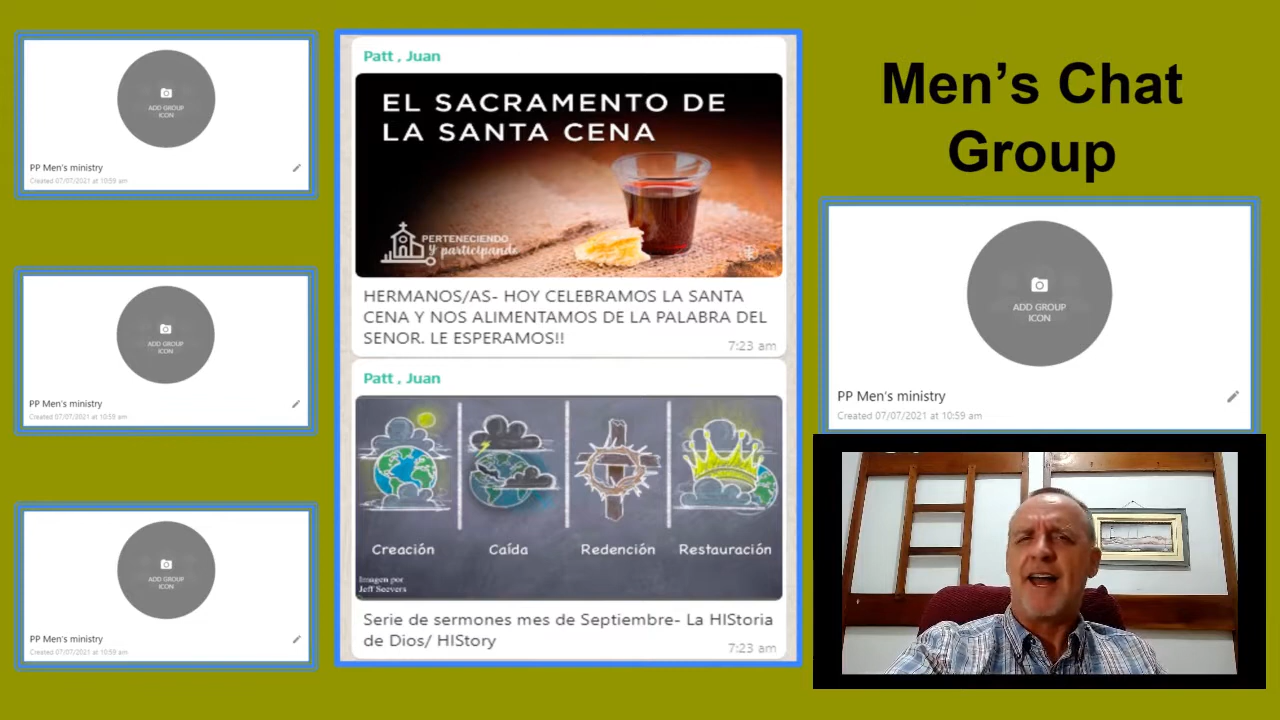 ADD GROUP
ICON
PP Men's ministry
Created 07/07/2021 at 10:59 am
ADD GROUP
ICON
PP Men's ministry
Created 07/07/2021 at 10:59 am
ADD GROUP
ICON
PP Men's ministry
Created 07/07/2021 at 10:59 am
Patt , Juan
EL SACRAMENTO DE
LA SANTA CENA
PERTENECIENDO
y participando
HERMANOS/AS- HOY CELEBRAMOS LA SANTA
CENA Y NOS ALIMENTAMOS DE LA PALABRA DEL
SENOR. LE ESPERAMOS!!
7:23 am
Patt , Juan
Creación Caída Redención Restauración
Imagen por
Jeff Seevers
Serie de sermones mes de Septiembre- La HIStoria
de Dios/ HIStory
7:23 am
Men's Chat
Group
ADD GROUP
ICON
PP Men's ministry
Created 07/07/2021 at 10:59 am